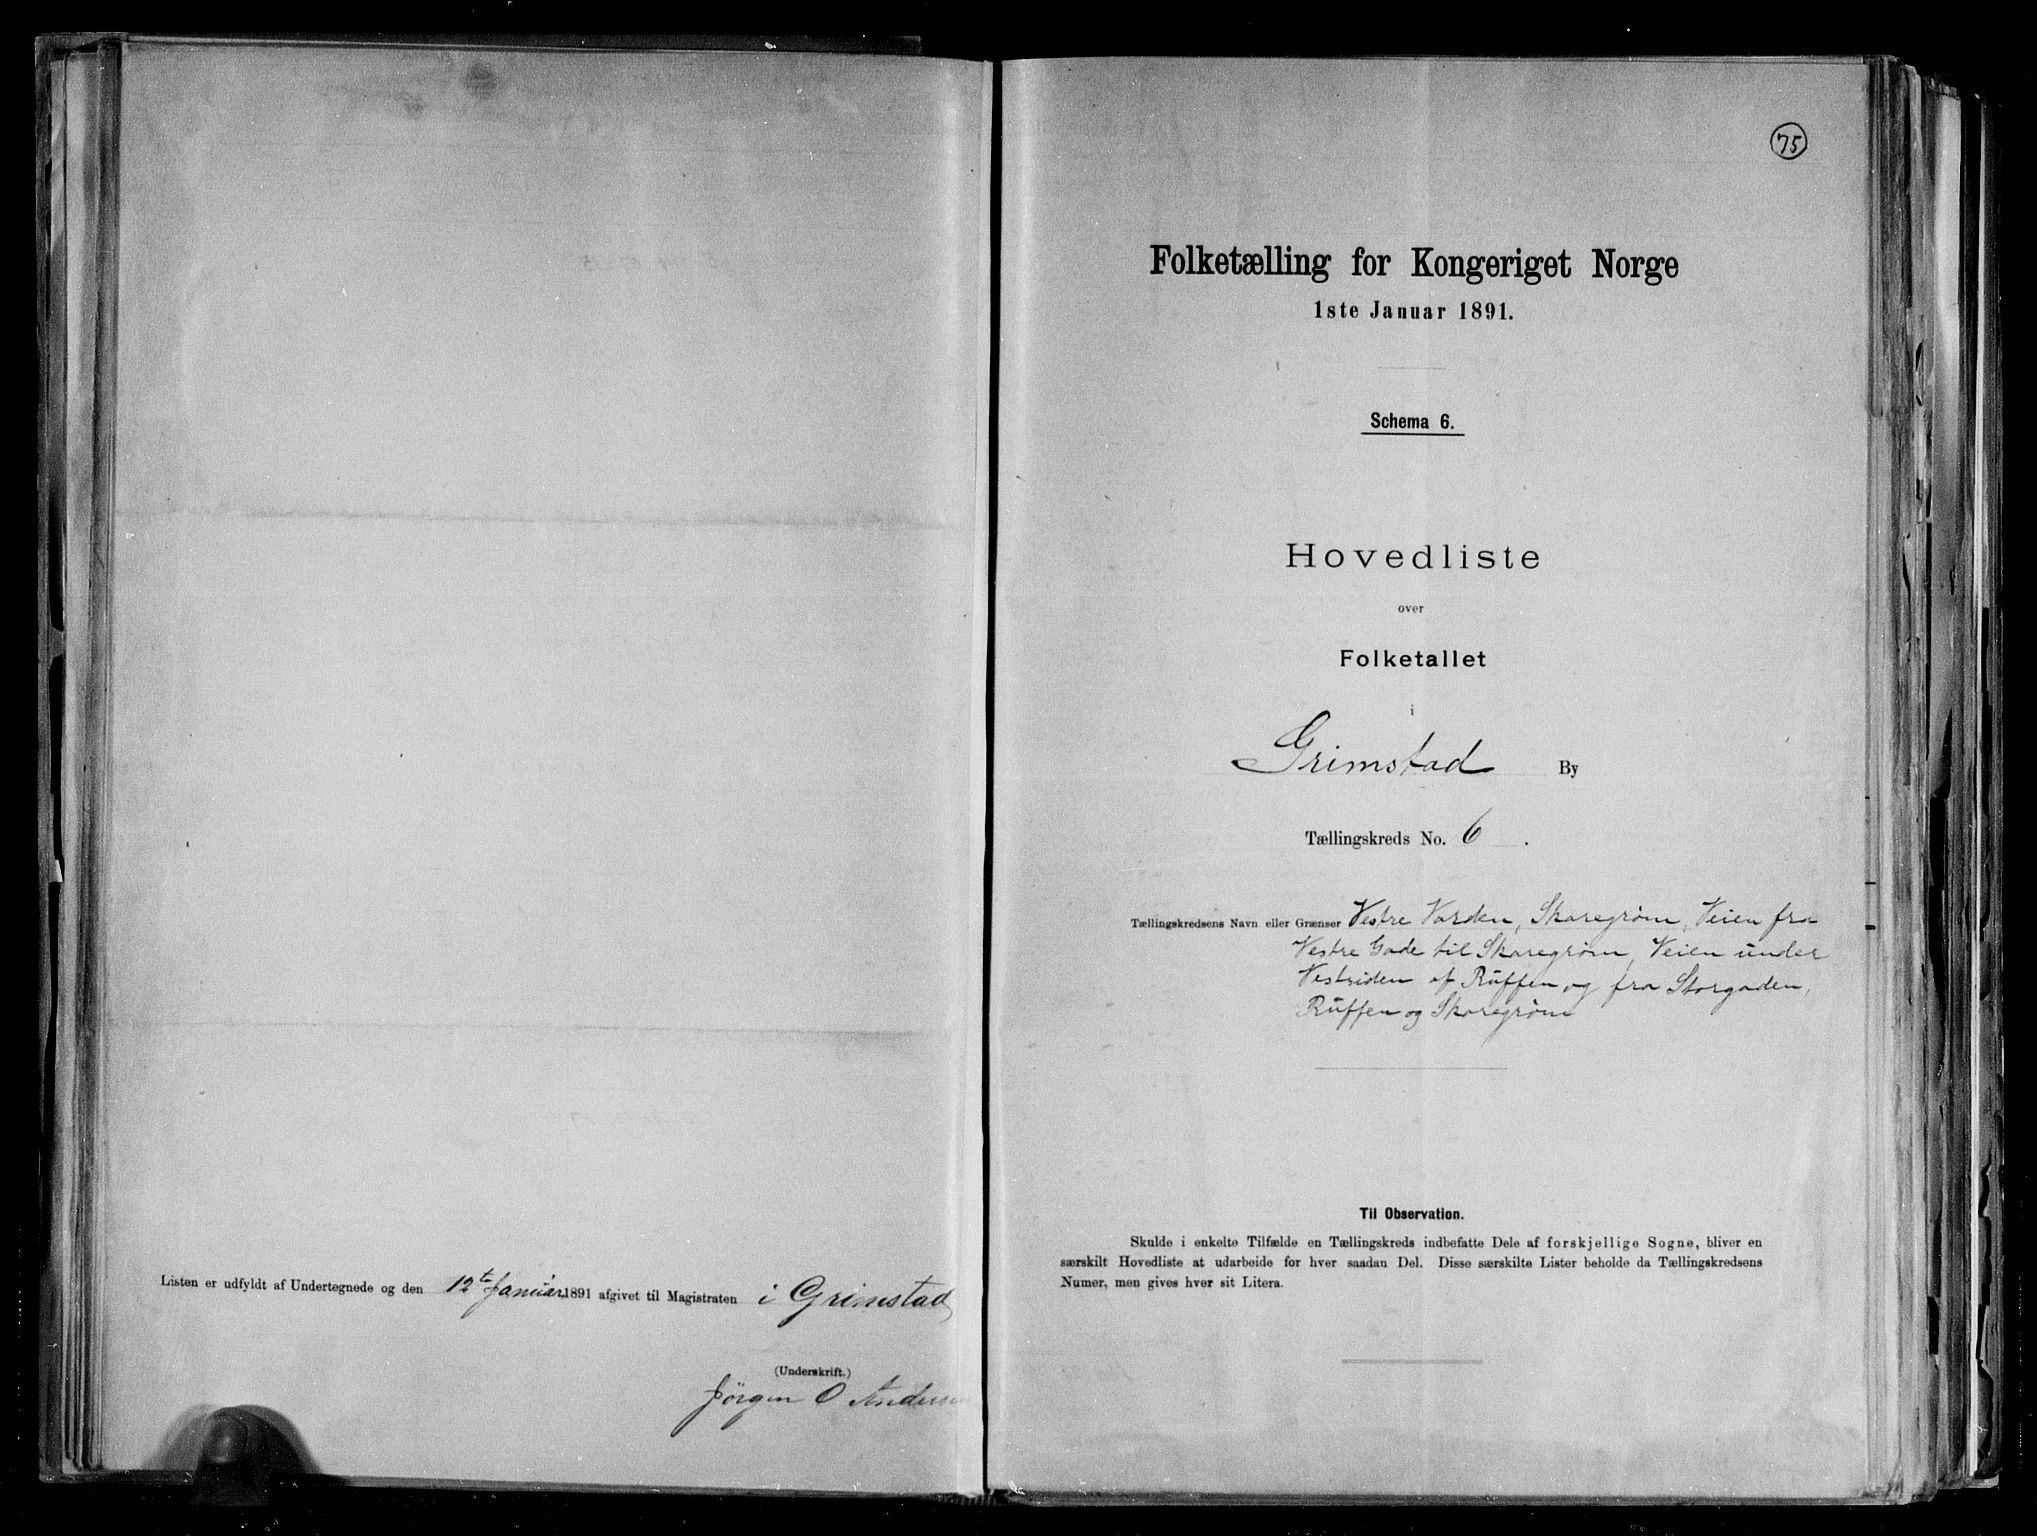 Listen er udfyldt af Undertegnede og den 12te Januar 1891 afgivet til Magistraten i Grimstad
(Underskrift.)
Jörgen O Andersen
75
Folketælling for Kongeriget Norge
1ste Januar 1891.
Schema 6.
Hovedliste
over
Folketallet
i
Grimstad By
Tællingskreds No. 6.
Tællingskredsens Navn eller Grænser Vestre Varden, Skaregrøm, Veien fra
Vestre Gade til Skaregrøm, Veien under
Vestsiden af Ruffen og fra Storgaden,
Ruffen og Skaregrøm
Til Observation.
Skulde i enkelte Tilfælde en Tællingskreds indbefatte Dele af forskjellige Sogne, bliver en
særskilt Hovedliste at udarbeide for hver saadan Del. Disse særskilte Lister beholde da Tællingskredsens
Numer, men gives hver sit Litera.